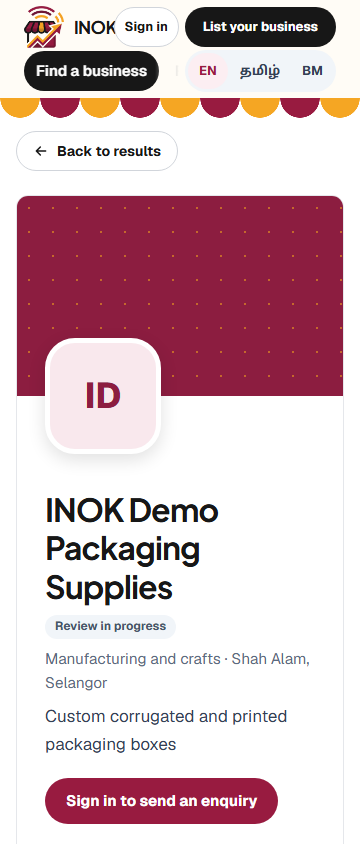 INOK
Sign in
List your business
Find a business
EN
தமிழ்
BM
← Back to results
ID
INOK Demo
Packaging
Supplies
Review in progress
Manufacturing and crafts · Shah Alam,
Selangor
Custom corrugated and printed
packaging boxes
Sign in to send an enquiry